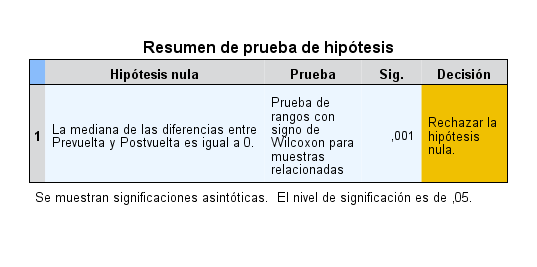 Resumen de prueba de hipótesis
Hipótesis nula Prueba Sig. Decisión
1 La mediana de las diferencias entre Prevuelta y Postvuelta es igual a 0. Prueba de rangos con signo de Wilcoxon para muestras relacionadas ,001 Rechazar la hipótesis nula.
Se muestran significaciones asintóticas. El nivel de significación es de ,05.